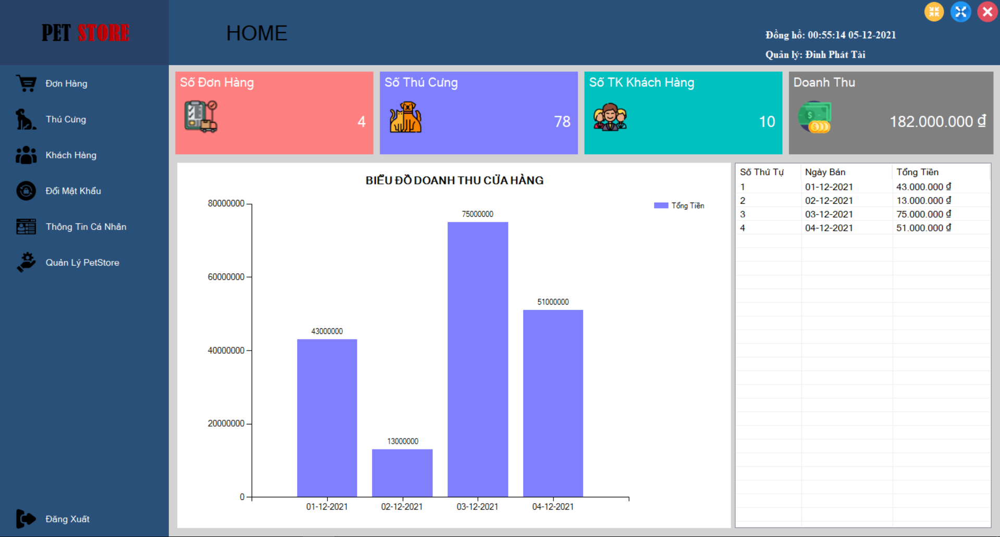 PET STORE
HOME
Đồng hồ: 00:55:14 05-12-2021
Quản lý: Đinh Phát Tài
Đơn Hàng
Thú Cưng
Khách Hàng
Đổi Mật Khẩu
Thông Tin Cá Nhân
Quản Lý PetStore
Đăng Xuất
Số Đơn Hàng
4
Số Thú Cưng
78
Số TK Khách Hàng
10
Doanh Thu
182.000.000 ₫
BIỂU ĐỒ DOANH THU CỬA HÀNG
Tổng Tiền
80000000
60000000
40000000
20000000
0
43000000
13000000
75000000
51000000
01-12-2021 02-12-2021 03-12-2021 04-12-2021
Số Thứ Tự Ngày Bán Tổng Tiền
1 01-12-2021 43.000.000 ₫
2 02-12-2021 13.000.000 ₫
3 03-12-2021 75.000.000 ₫
4 04-12-2021 51.000.000 ₫